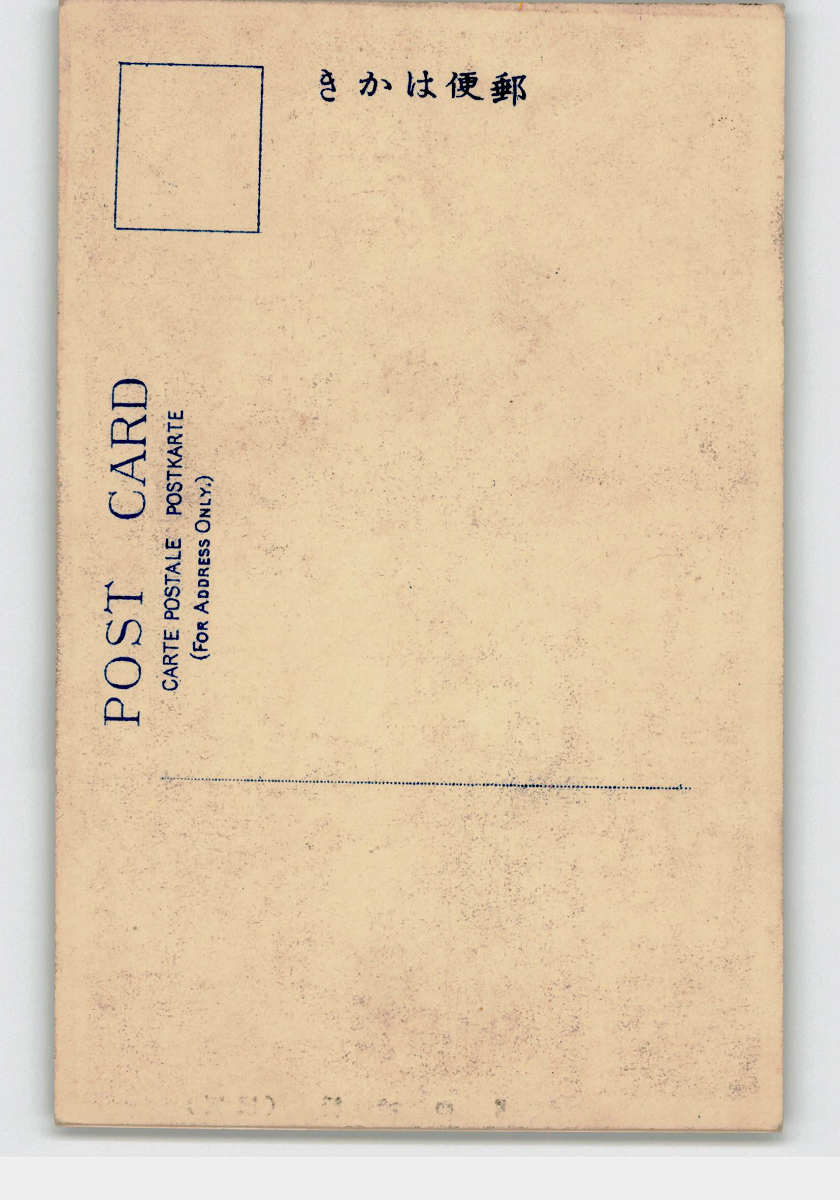 きかは便郵
POST CARD
CARTE POSTALE POSTKARTE
(FOR ADDRESS ONLY.)